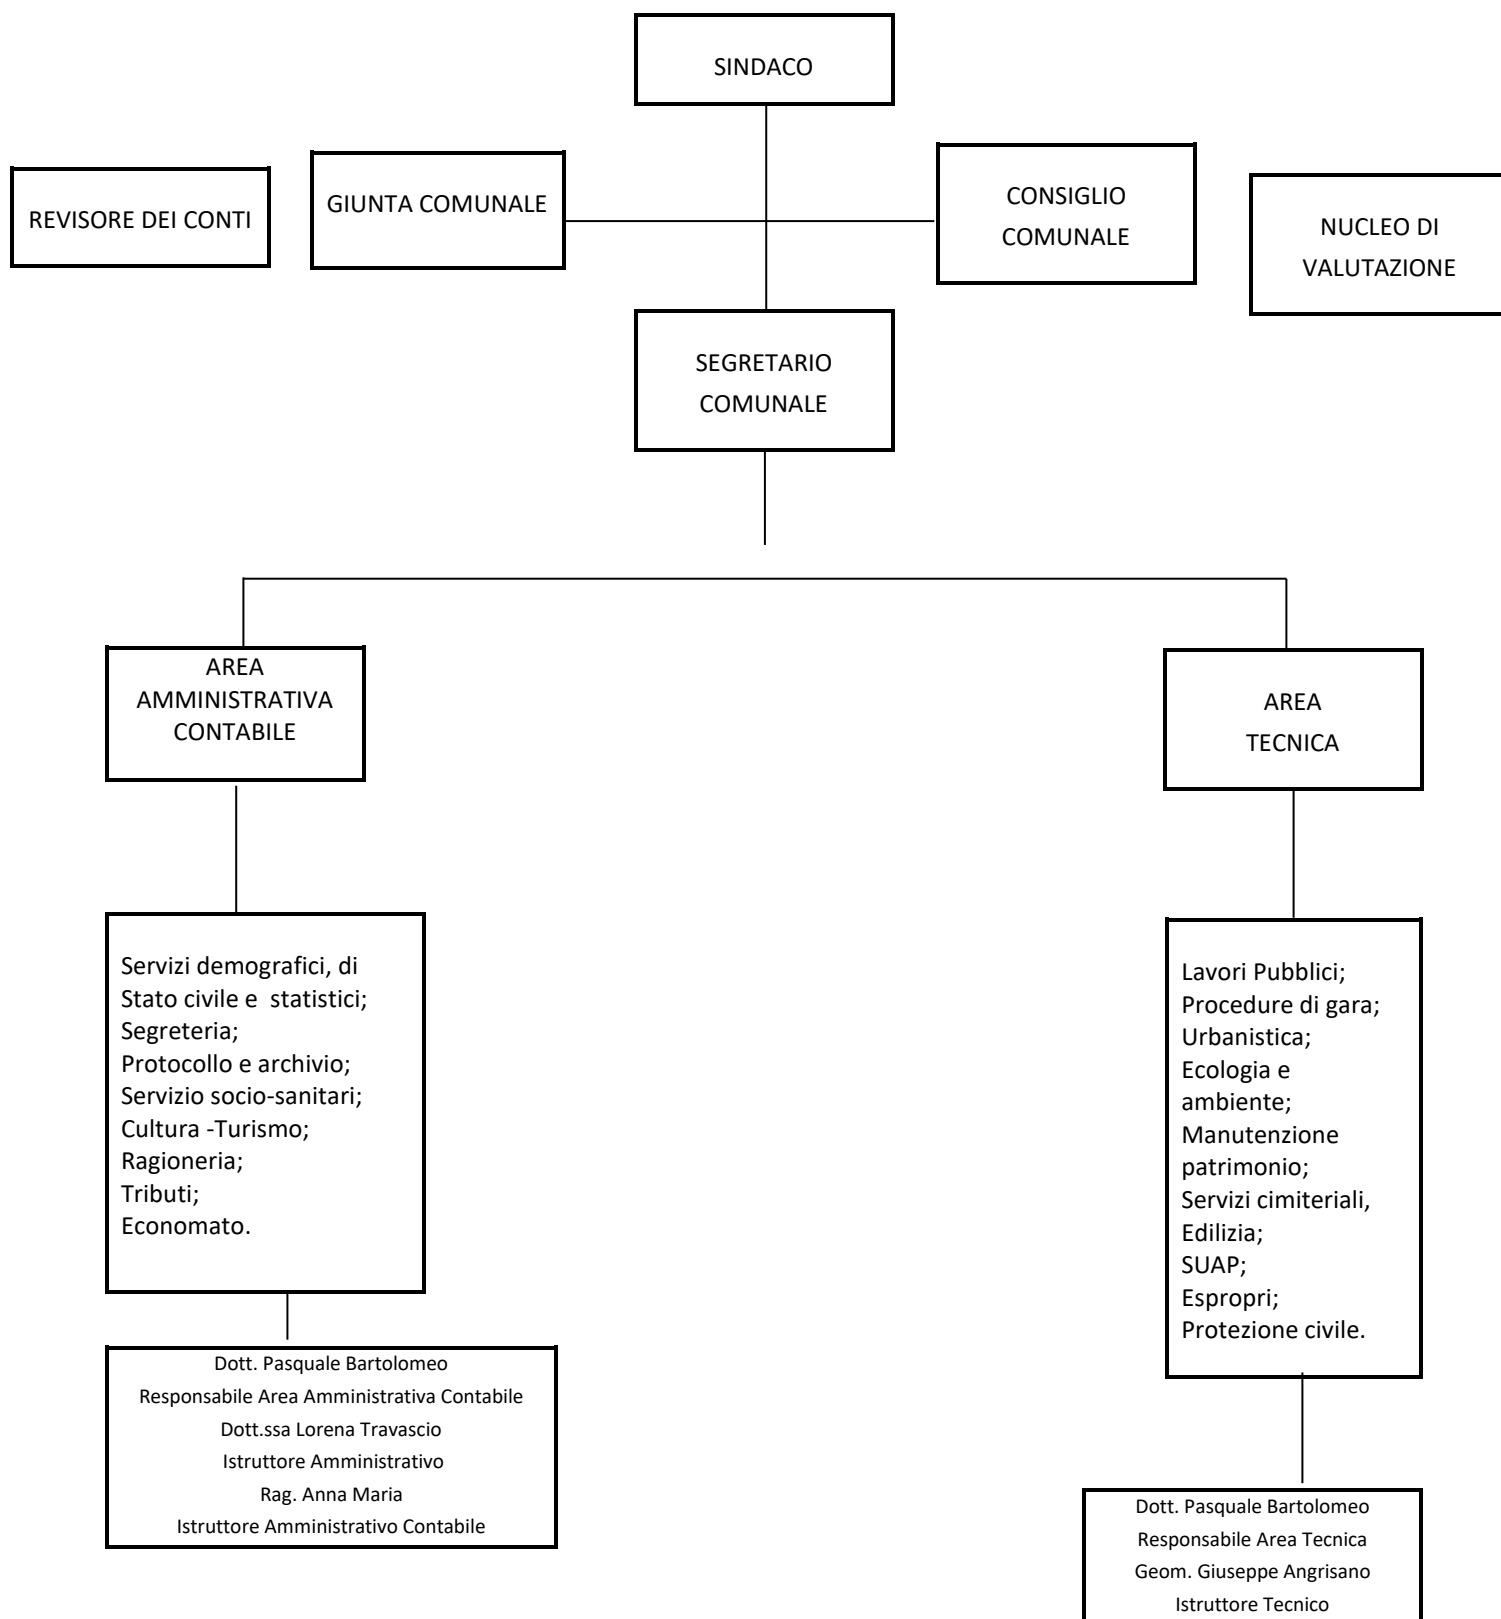 SINDACO
REVISORE DEI CONTI
GIUNTA COMUNALE
CONSIGLIO
COMUNALE
NUCLEO DI
VALUTAZIONE
SEGRETARIO
COMUNALE
AREA
AMMINISTRATIVA
CONTABILE
AREA
TECNICA
Servizi demografici, di
Stato civile e  statistici;
Segreteria;
Protocollo e archivio;
Servizio socio-sanitari;
Cultura -Turismo;
Ragioneria;
Tributi;
Economato.
Lavori Pubblici;
Procedure di gara;
Urbanistica;
Ecologia e
ambiente;
Manutenzione
patrimonio;
Servizi cimiteriali,
Edilizia;
SUAP;
Espropri;
Protezione civile.
Dott. Pasquale Bartolomeo
Responsabile Area Amministrativa Contabile
Dott.ssa Lorena Travascio
Istruttore Amministrativo
Rag. Anna Maria
Istruttore Amministrativo Contabile
Dott. Pasquale Bartolomeo
Responsabile Area Tecnica
Geom. Giuseppe Angrisano
Istruttore Tecnico